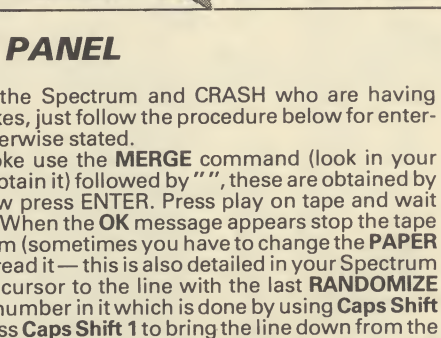 PANEL
the Spectrum and CRASH who are having
kes, just follow the procedure below for enter-
erwise stated.
oke use the MERGE command (look in your
btain it) followed by " ", these are obtained by
w press ENTER. Press play on tape and wait
When the OK message appears stop the tape
m (sometimes you have to change the PAPER
read it — this is also detailed in your Spectrum
cursor to the line with the last RANDOMIZE
number in it which is done by using Caps Shift
ss Caps Shift 1 to bring the line down from the